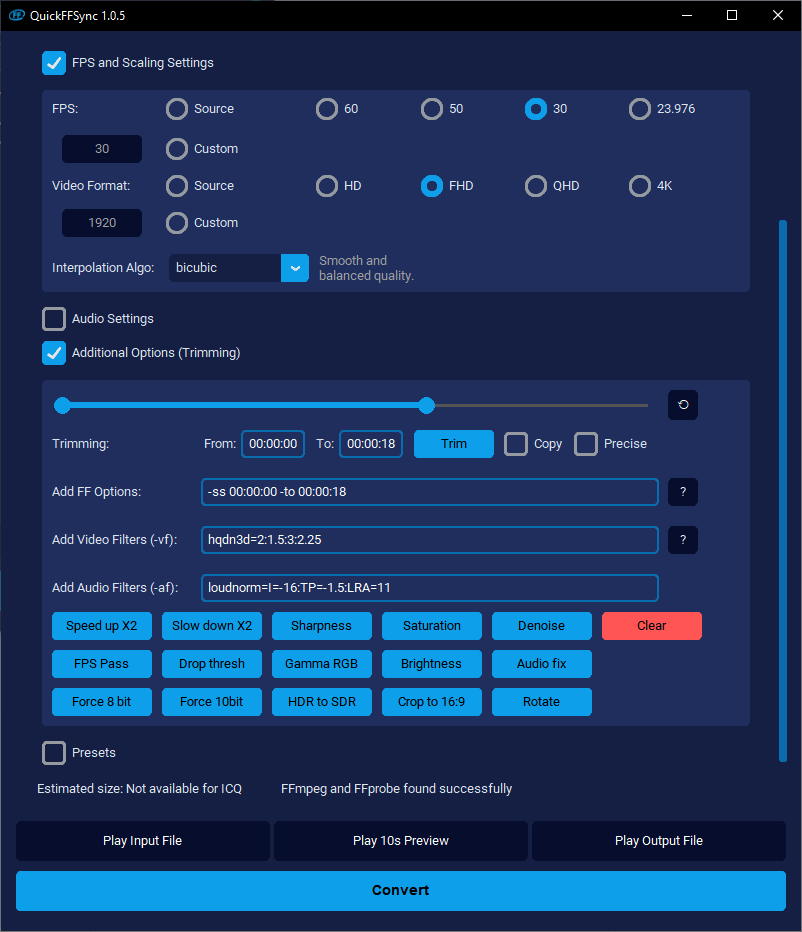 QuickFFSync 1.0.5
FPS and Scaling Settings
FPS: Source 60 50 30 23.976
30 Custom
Video Format: Source HD FHD QHD 4K
1920 Custom
Interpolation Algo: bicubic Smooth and
balanced quality.
Audio Settings
Additional Options (Trimming)
Trimming: From: 00:00:00 To: 00:00:18 Trim Copy Precise
Add FF Options: -ss 00:00:00 -to 00:00:18 ?
Add Video Filters (-vf): hqdn3d=2:1.5:3:2.25 ?
Add Audio Filters (-af): loudnorm=I=-16:TP=-1.5:LRA=11
Speed up X2 Slow down X2 Sharpness Saturation Denoise Clear
FPS Pass Drop thresh Gamma RGB Brightness Audio fix
Force 8 bit Force 10bit HDR to SDR Crop to 16:9 Rotate
Presets
Estimated size: Not available for ICQ FFmpeg and FFprobe found successfully
Play Input File Play 10s Preview Play Output File
Convert